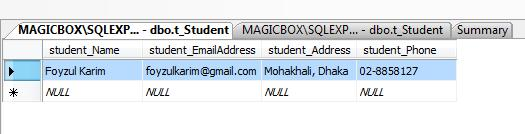 MAGICBOX\SQLEXP... - dbo.t_Student MAGICBOX\SQLEXP... - dbo.t_Student Summary
student_Name student_EmailAddress student_Address student_Phone
Foyzul Karim foyzulkarim@gmail.com Mohakhali, Dhaka 02-8858127
NULL NULL NULL NULL